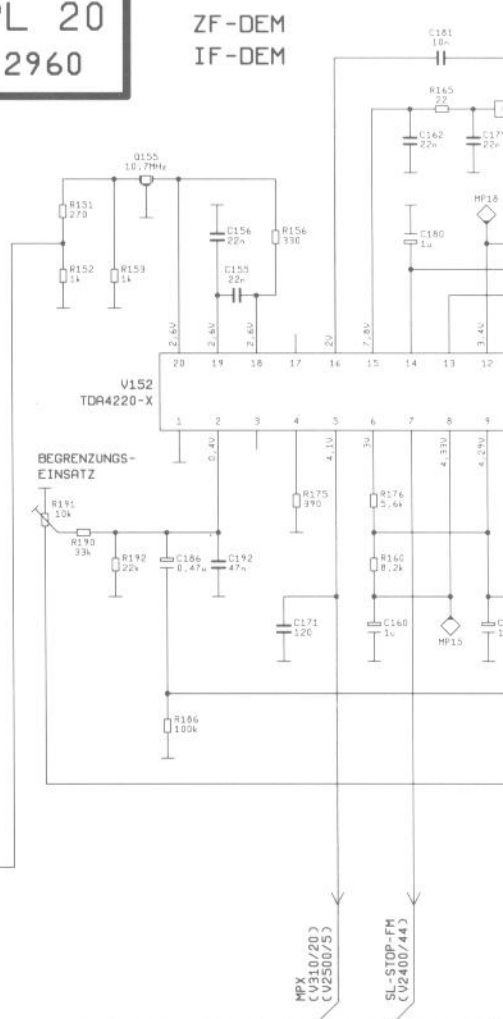 PL 20
2960
ZF-DEM
IF-DEM
C181
10n
R165
22
C162
22n
C17
22n
Q155
10.7MHz
R151
270
R152
1k
R153
1k
C156
22n
R156
330
C155
22n
C180
1u
MP18
2,6V
2,6V
2,6V
2V
7,8V
3,4V
20 19 18 17 16 15 14 13 12
V152
TDA4220-X
1 2 3 4 5 6 7 8 9
0,4V
4,1V
3V
4,33V
4,29V
BEGRENZUNGS-
EINSATZ
R191
10k
R190
33k
R192
22k
C186
0,47u
C192
47n
R175
390
R176
5,6k
R160
8,2k
C171
120
C160
1u
MP15
C
1
R186
100k
MPX
(V310/20)
(V2500/5)
SL-STOP-FM
(V2400/44)